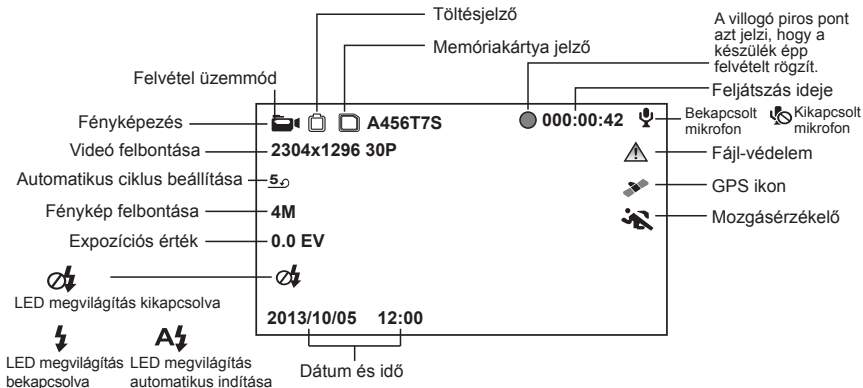 Töltésjelző
Memóriakártya jelző
A villogó piros pont
azt jelzi, hogy a
készülék épp
felvételt rögzít.
Felvétel üzemmód
Feljátszás ideje
Fényképezés
A456T7S
000:00:42
Bekapcsolt
mikrofon
Kikapcsolt
mikrofon
Videó felbontása
2304x1296 30P
Fájl-védelem
Automatikus ciklus beállítása
5
GPS ikon
Fénykép felbontása
4M
Mozgásérzékelő
Expozíciós érték
0.0 EV
LED megvilágítás kikapcsolva
2013/10/05 12:00
A
LED megvilágítás
bekapcsolva
LED megvilágítás
automatikus indítása
Dátum és idő